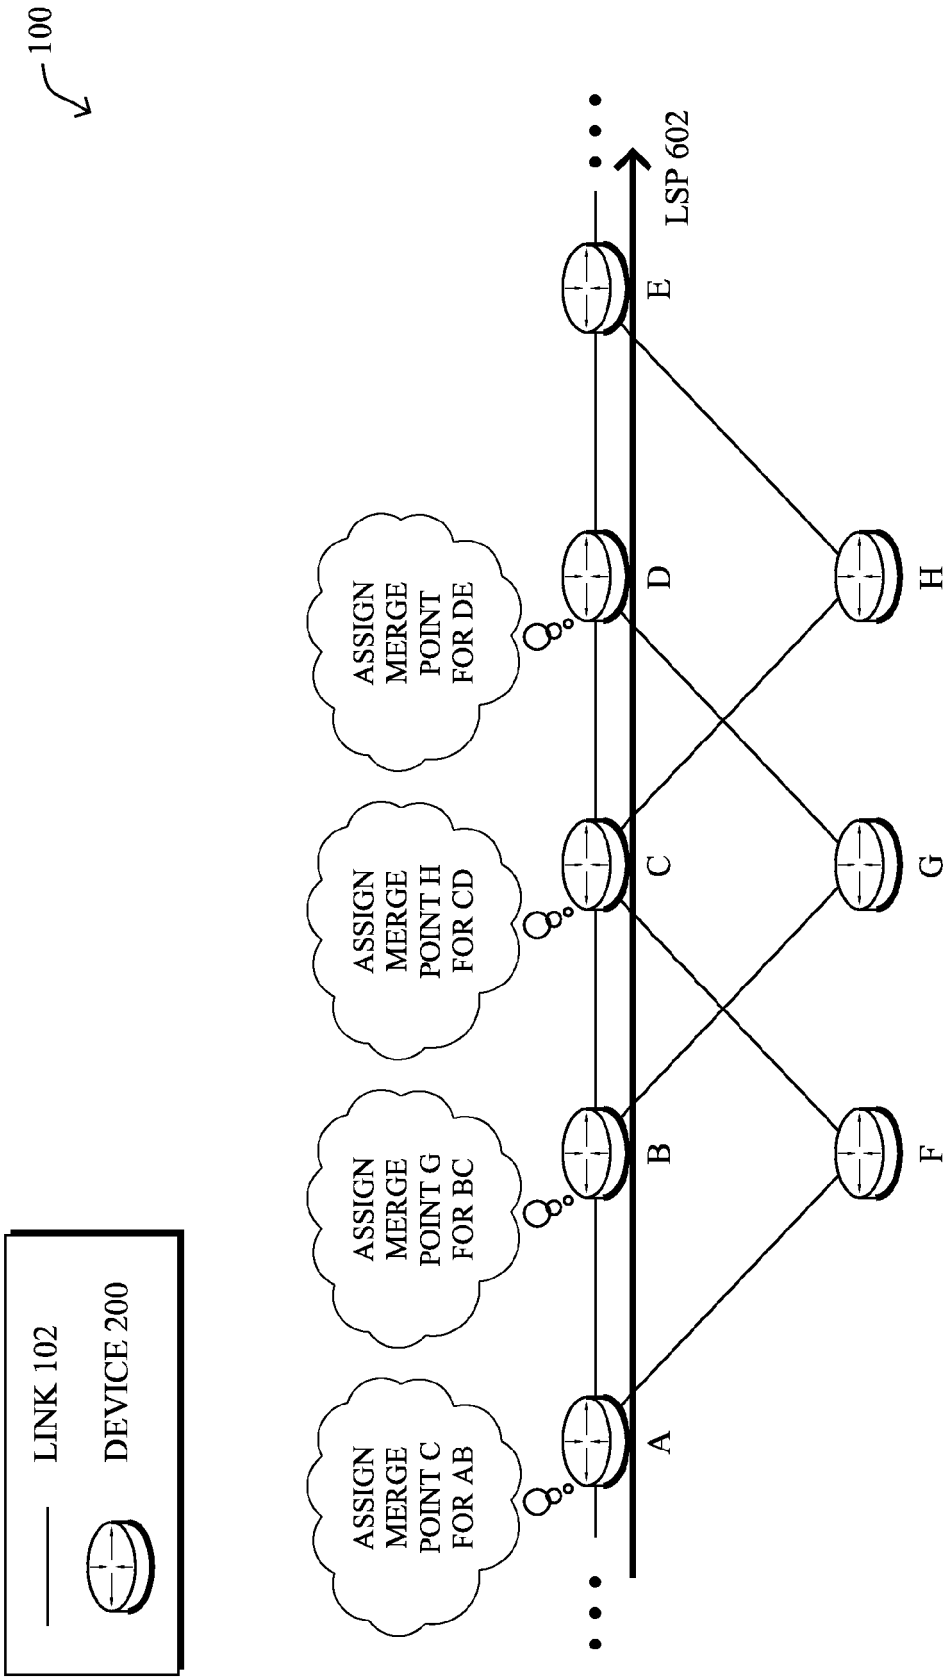 100
LINK 102
DEVICE 200
ASSIGN
MERGE
POINT C
FOR AB
ASSIGN
MERGE
POINT G
FOR BC
ASSIGN
MERGE
POINT H
FOR CD
ASSIGN
MERGE
POINT
FOR DE
A
B
C
D
E
LSP 602
F
G
H